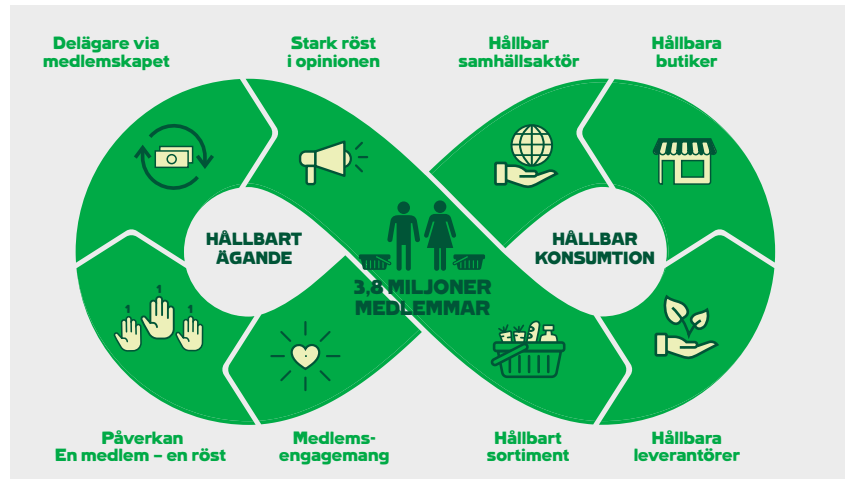 Delägare via
medlemskapet
Stark röst
i opinionen
Hållbar
samhällsaktör
Hållbara
butiker
HÅLLBART
ÄGANDE
HÅLLBAR
KONSUMTION
3,8 MILJONER
MEDLEMMAR
1
1
1
Påverkan
En medlem – en röst
Medlems-
engagemang
Hållbart
sortiment
Hållbara
leverantörer